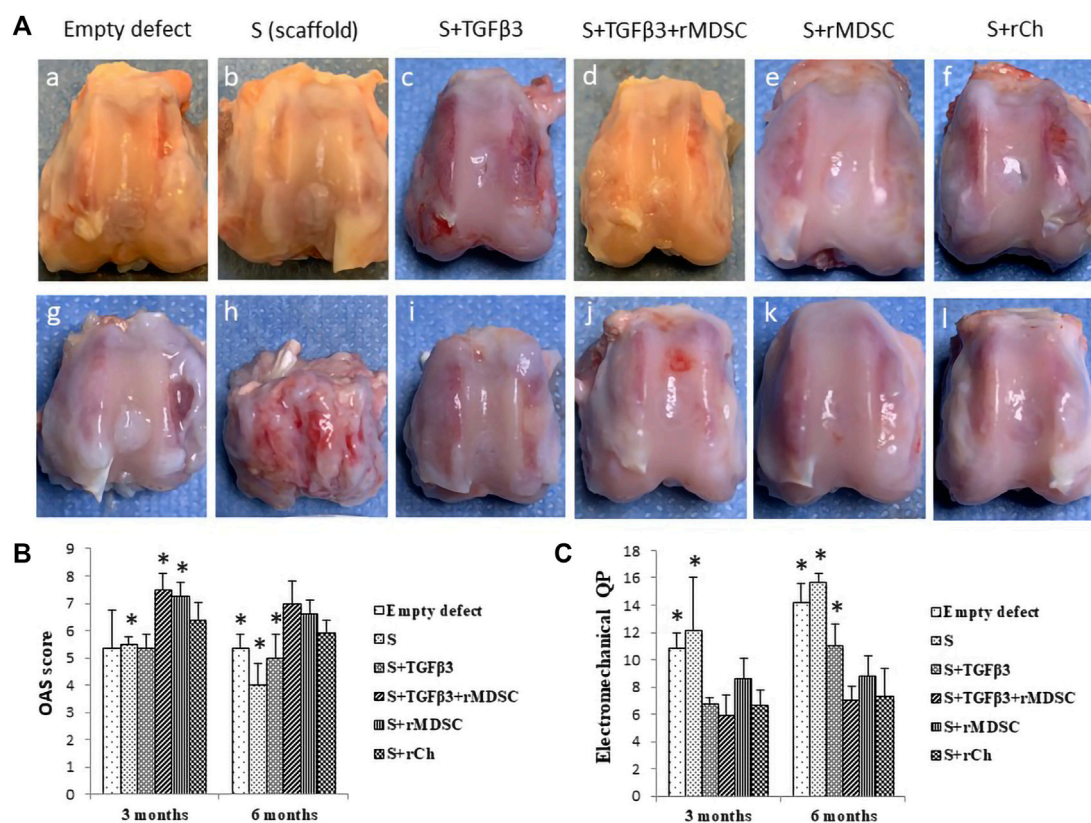 A
Empty defect S (scaffold) S+TGFβ3 S+TGFβ3+rMDSC S+rMDSC S+rCh
a b c d e f
g h i j k l
B
OAS score
9
8
7
6
5
4
3
2
1
0
* * * * * *
3 months 6 months
Empty defect
S
S+TGFβ3
S+TGFβ3+rMDSC
S+rMDSC
S+rCh
C
Electromechanical QP
18
16
14
12
10
8
6
4
2
0
* * * * *
3 months 6 months
Empty defect
S
S+TGFβ3
S+TGFβ3+rMDSC
S+rMDSC
S+rCh